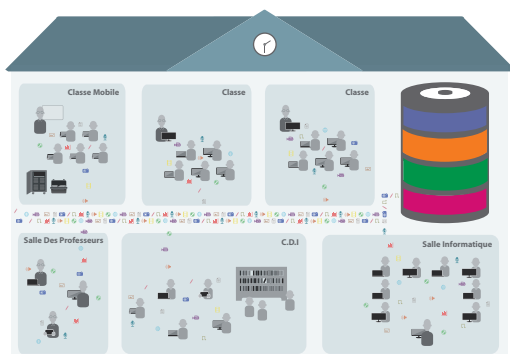 Classe Mobile
Classe
Classe
Salle Des Professeurs
C.D.I
Salle Informatique